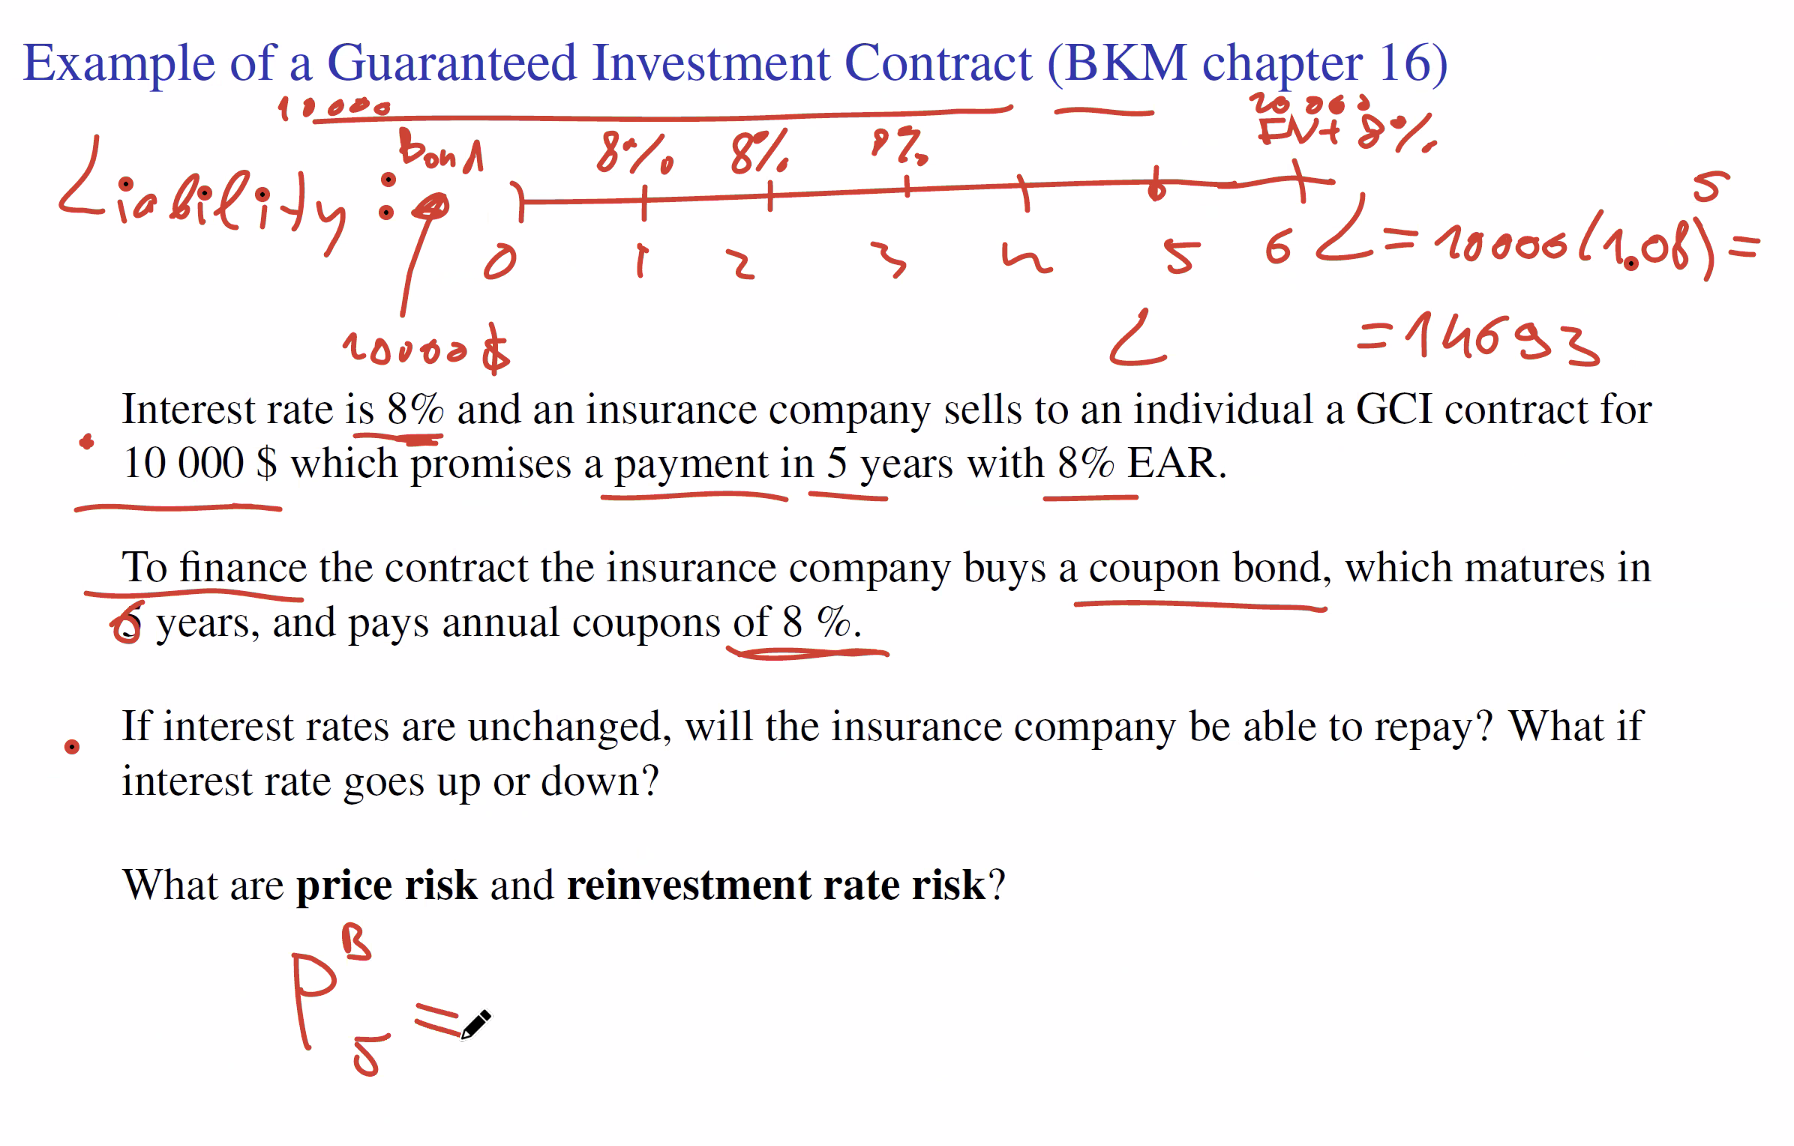 Example of a Guaranteed Investment Contract (BKM chapter 16)
10000
20000
Bond 8% 8% 8% FV+ 8%
Liability :
0 1 2 3 4 5 6 L = 10000(1.08)^5 =
10000 $ L = 14693
Interest rate is 8% and an insurance company sells to an individual a GCI contract for
10 000 $ which promises a payment in 5 years with 8% EAR.
To finance the contract the insurance company buys a coupon bond, which matures in
6 years, and pays annual coupons of 8 %.
If interest rates are unchanged, will the insurance company be able to repay? What if
interest rate goes up or down?
What are price risk and reinvestment rate risk?
P^B_5 =